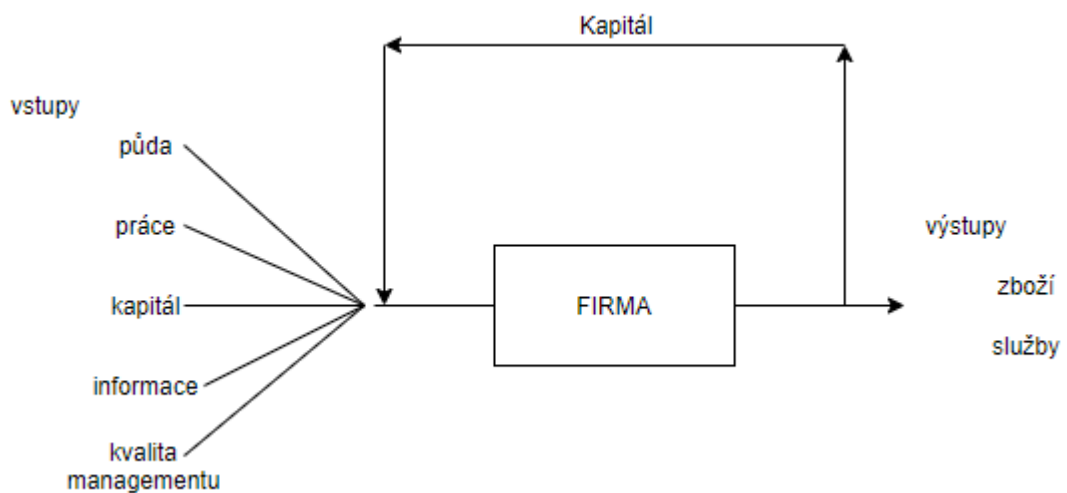 Kapitál
vstupy
půda
práce
kapitál
informace
kvalita
managementu
FIRMA
výstupy
zboží
služby